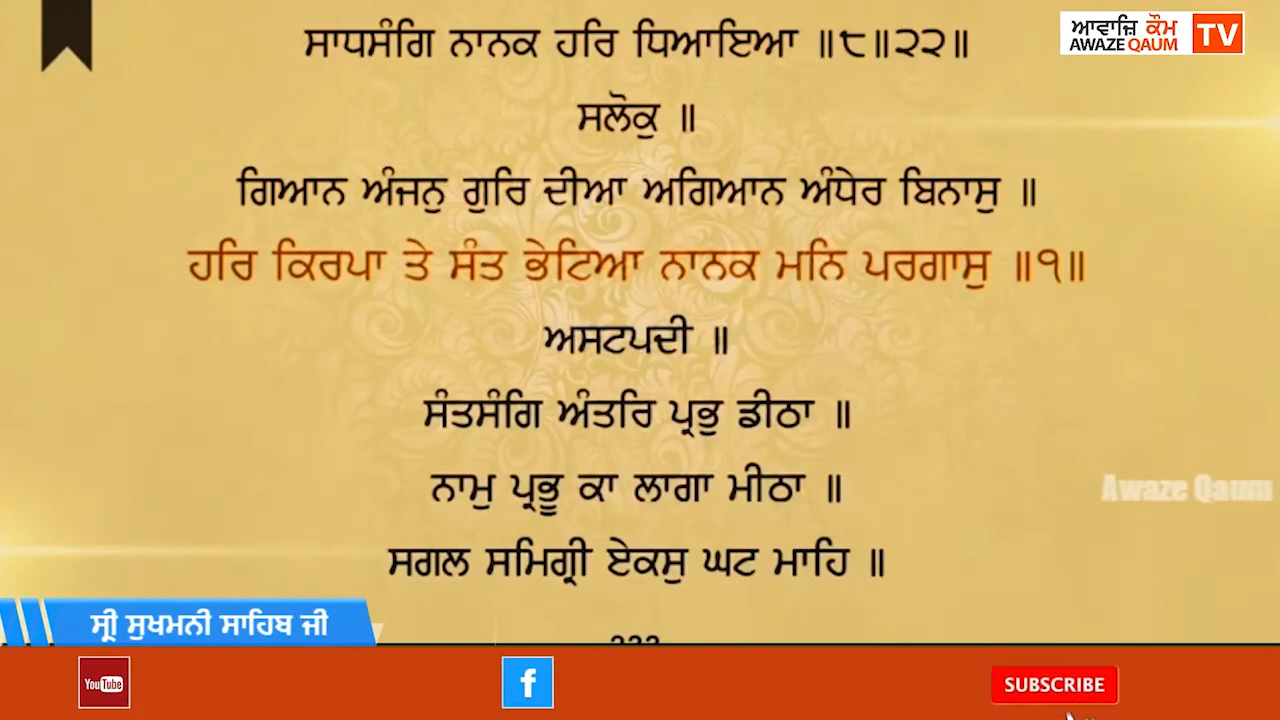 ਸਾਧਸੰਗਿ ਨਾਨਕ ਹਰਿ ਧਿਆਇਆ ॥੮॥੨੨॥
ਆਵਾਜ਼ਿ ਕੌਮ
AWAZE QAUM
TV
ਸਲੋਕੁ ॥
ਗਿਆਨ ਅੰਜਨੁ ਗੁਰਿ ਦੀਆ ਅਗਿਆਨ ਅੰਧੇਰ ਬਿਨਾਸੁ ॥
ਹਰਿ ਕਿਰਪਾ ਤੇ ਸੰਤ ਭੇਟਿਆ ਨਾਨਕ ਮਨਿ ਪਰਗਾਸੁ ॥੧॥
ਅਸਟਪਦੀ ॥
ਸੰਤਸੰਗਿ ਅੰਤਰਿ ਪ੍ਰਭੁ ਡੀਠਾ ॥
ਨਾਮੁ ਪ੍ਰਭੂ ਕਾ ਲਾਗਾ ਮੀਠਾ ॥
Awaze Qaum
ਸਗਲ ਸਮਿਗ੍ਰੀ ਏਕਸੁ ਘਟ ਮਾਹਿ ॥
ਸ੍ਰੀ ਸੁਖਮਨੀ ਸਾਹਿਬ ਜੀ
YouTube
f
SUBSCRIBE